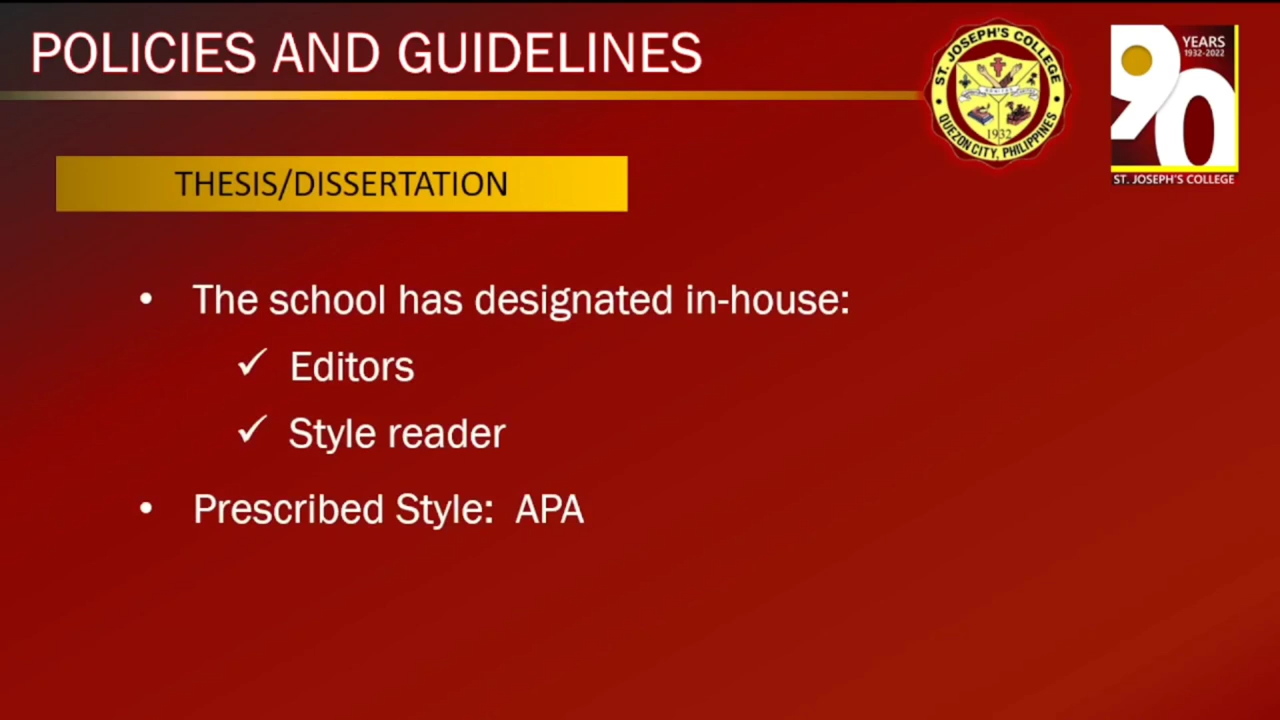 POLICIES AND GUIDELINES
ST. JOSEPH'S COLLEGE
QUEZON CITY, PHILIPPINES
1932
90
YEARS
1932-2022
ST. JOSEPH'S COLLEGE
THESIS/DISSERTATION
• The school has designated in-house:
✓ Editors
✓ Style reader
• Prescribed Style: APA